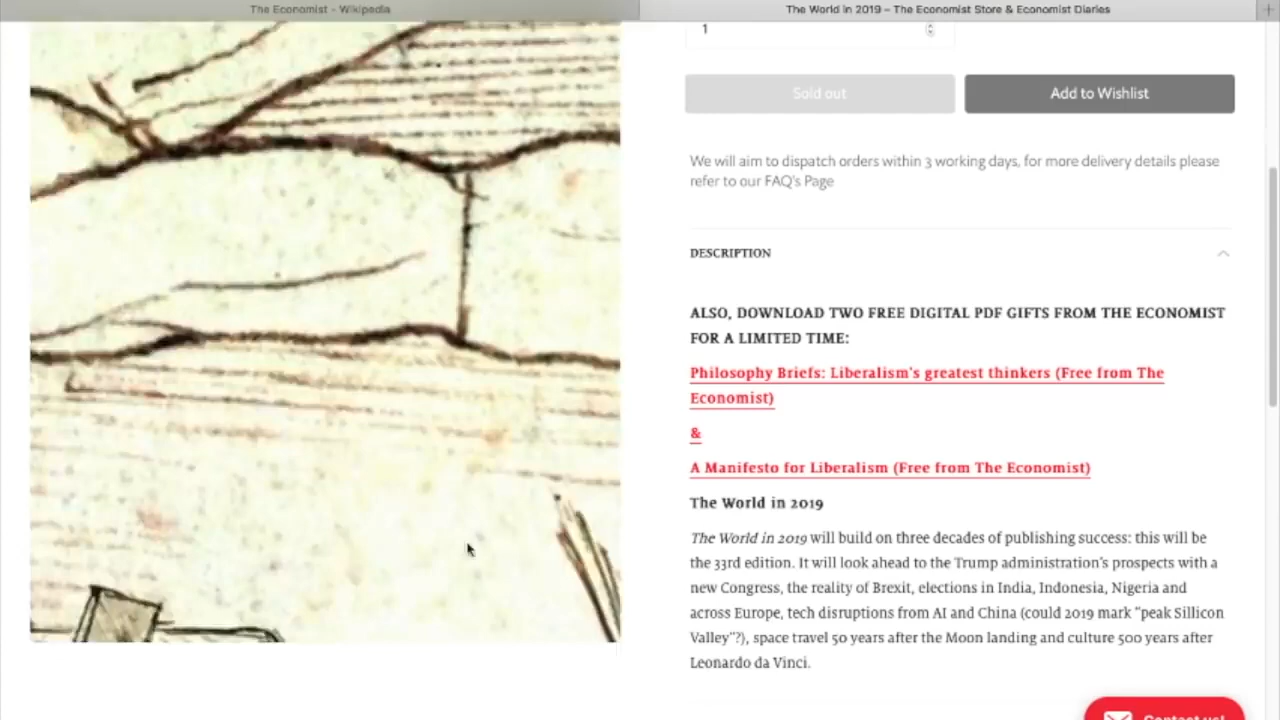 The Economist - Wikipedia
The World in 2019 – The Economist Store & Economist Diaries
1
Sold out
Add to Wishlist
We will aim to dispatch orders within 3 working days, for more delivery details please
refer to our FAQ's Page
DESCRIPTION
ALSO, DOWNLOAD TWO FREE DIGITAL PDF GIFTS FROM THE ECONOMIST
FOR A LIMITED TIME:
Philosophy Briefs: Liberalism's greatest thinkers (Free from The
Economist)
&
A Manifesto for Liberalism (Free from The Economist)
The World in 2019
The World in 2019 will build on three decades of publishing success: this will be
the 33rd edition. It will look ahead to the Trump administration's prospects with a
new Congress, the reality of Brexit, elections in India, Indonesia, Nigeria and
across Europe, tech disruptions from AI and China (could 2019 mark "peak Sillicon
Valley"?), space travel 50 years after the Moon landing and culture 500 years after
Leonardo da Vinci.
Contact us!